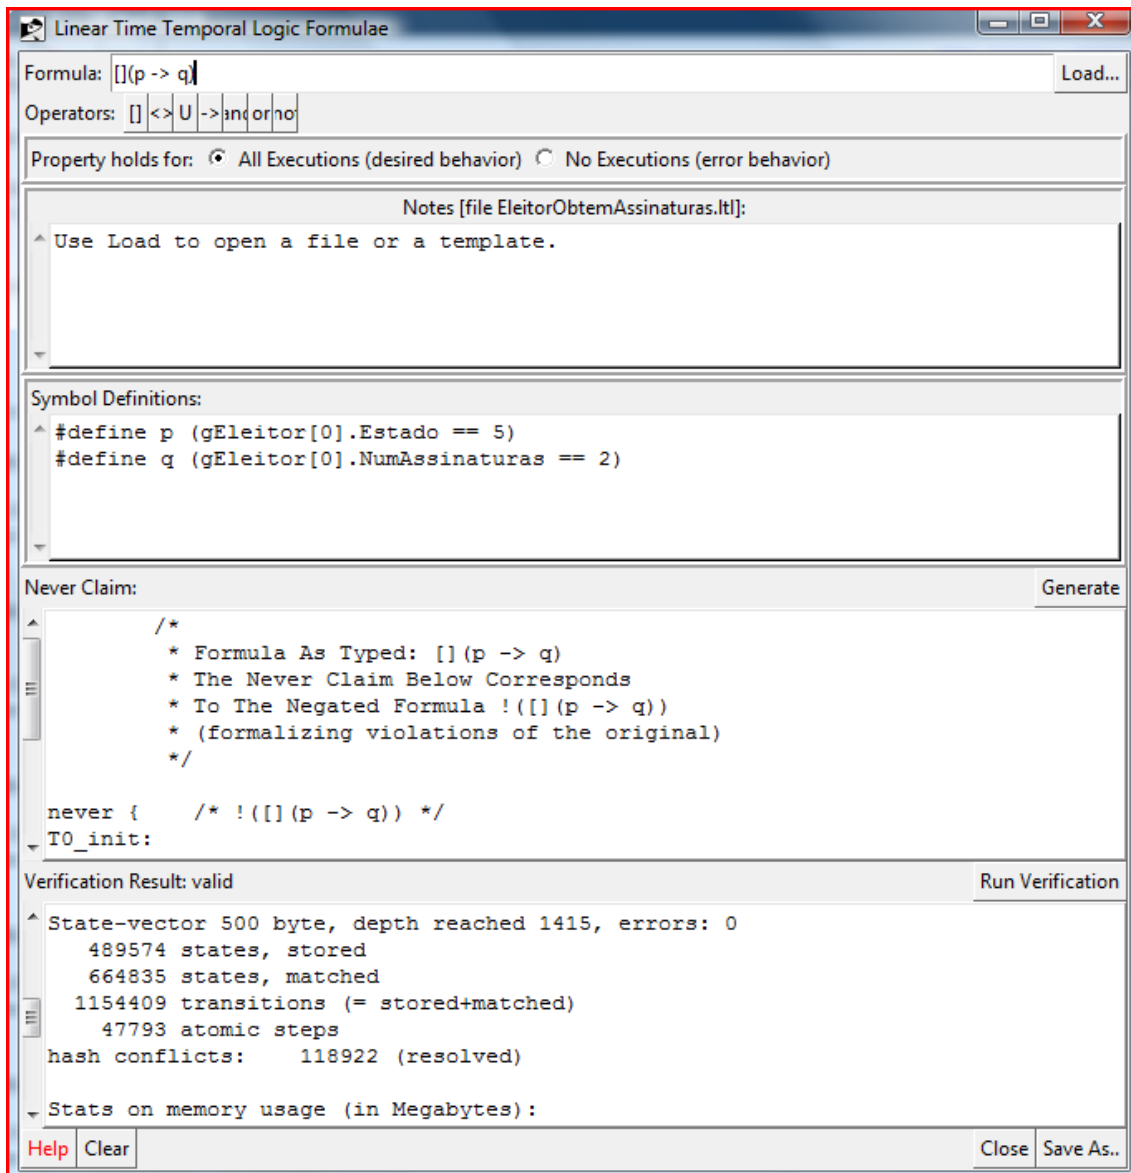 Linear Time Temporal Logic Formulae
Formula: [](p -> q) Load...
Operators: [] <> U -> and or not
Property holds for: All Executions (desired behavior) No Executions (error behavior)
Notes [file EleitorObtemAssinaturas.ltl]:
Use Load to open a file or a template.
Symbol Definitions:
#define p (gEleitor[0].Estado == 5)
#define q (gEleitor[0].NumAssinaturas == 2)
Never Claim: Generate
/*
* Formula As Typed: [](p -> q)
* The Never Claim Below Corresponds
* To The Negated Formula !([](p -> q))
* (formalizing violations of the original)
*/
never {    /* !([](p -> q)) */
T0_init:
Verification Result: valid Run Verification
State-vector 500 byte, depth reached 1415, errors: 0
489574 states, stored
664835 states, matched
1154409 transitions (= stored+matched)
47793 atomic steps
hash conflicts:    118922 (resolved)
Stats on memory usage (in Megabytes):
Help Clear Close Save As..